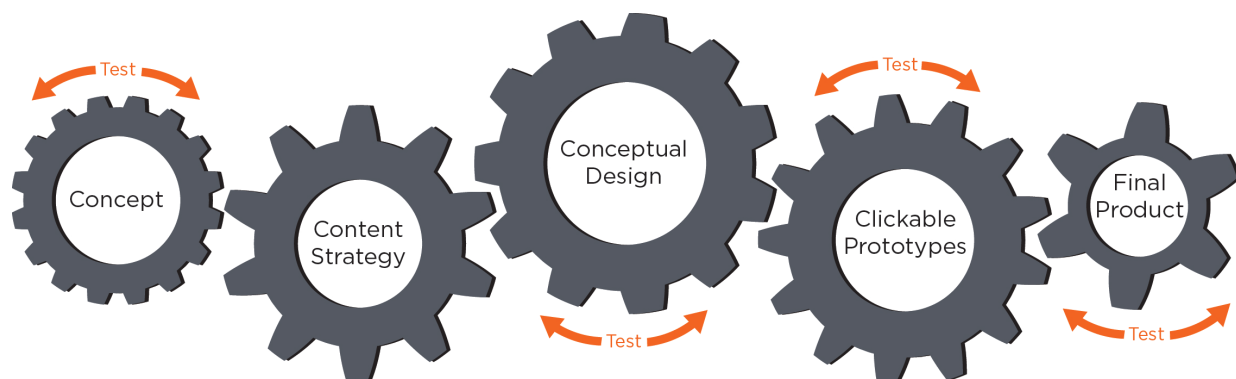 Test
Concept
Content
Strategy
Conceptual
Design
Test
Test
Clickable
Prototypes
Final
Product
Test